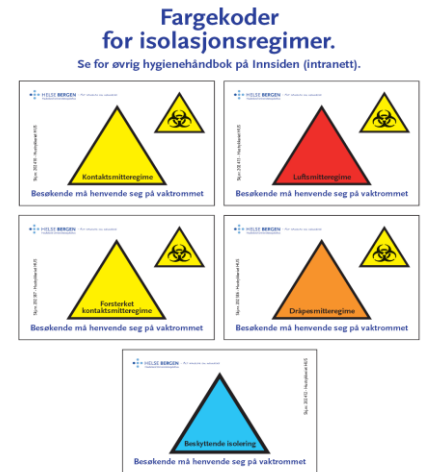 Fargekoder
for isolasjonsregimer.
Se for øvrig hygienehåndbok på Innsiden (intranett).
HELSE BERGEN
Kontaktsmitteregime
Besøkende må henvende seg på vaktrommet
HELSE BERGEN
Luftsmitteregime
Besøkende må henvende seg på vaktrommet
HELSE BERGEN
Forsterket
kontaktsmitteregime
Besøkende må henvende seg på vaktrommet
HELSE BERGEN
Dråpesmitteregime
Besøkende må henvende seg på vaktrommet
HELSE BERGEN
Beskyttende isolering
Besøkende må henvende seg på vaktrommet